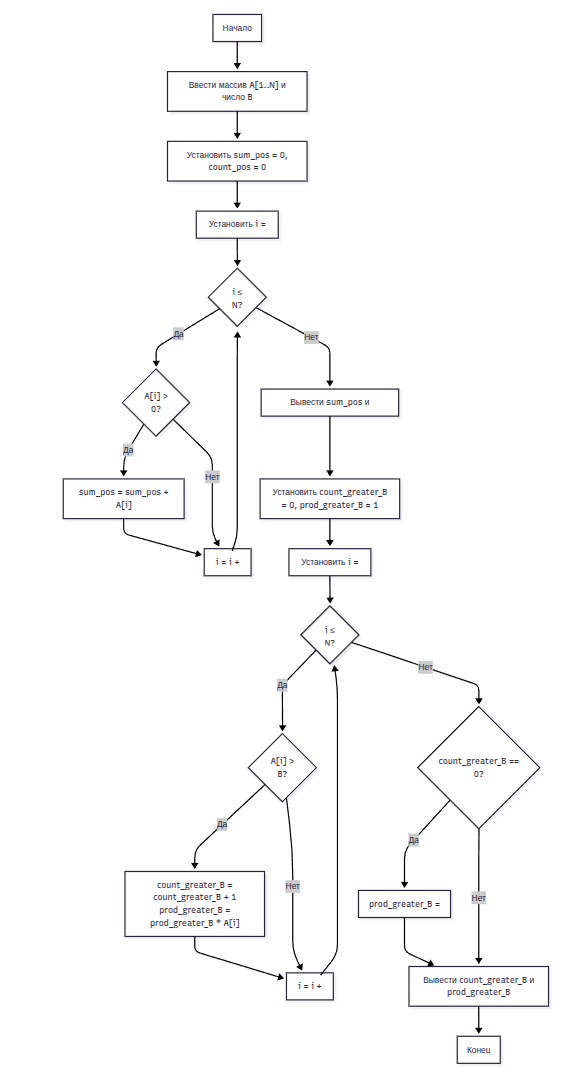 Начало
Ввести массив A[1..N] и
число B
Установить sum_pos = 0,
count_pos = 0
Установить i =
i ≤
N?
Да
Нет
A[i] >
0?
Вывести sum_pos и
Да
Нет
sum_pos = sum_pos +
A[i]
Установить count_greater_B
= 0, prod_greater_B = 1
i = i +
Установить i =
i ≤
N?
Да
Нет
A[i] >
B?
count_greater_B ==
0?
Да
Да
Нет
Нет
count_greater_B =
count_greater_B + 1
prod_greater_B =
prod_greater_B * A[i]
prod_greater_B =
i = i +
Вывести count_greater_B и
prod_greater_B
Конец